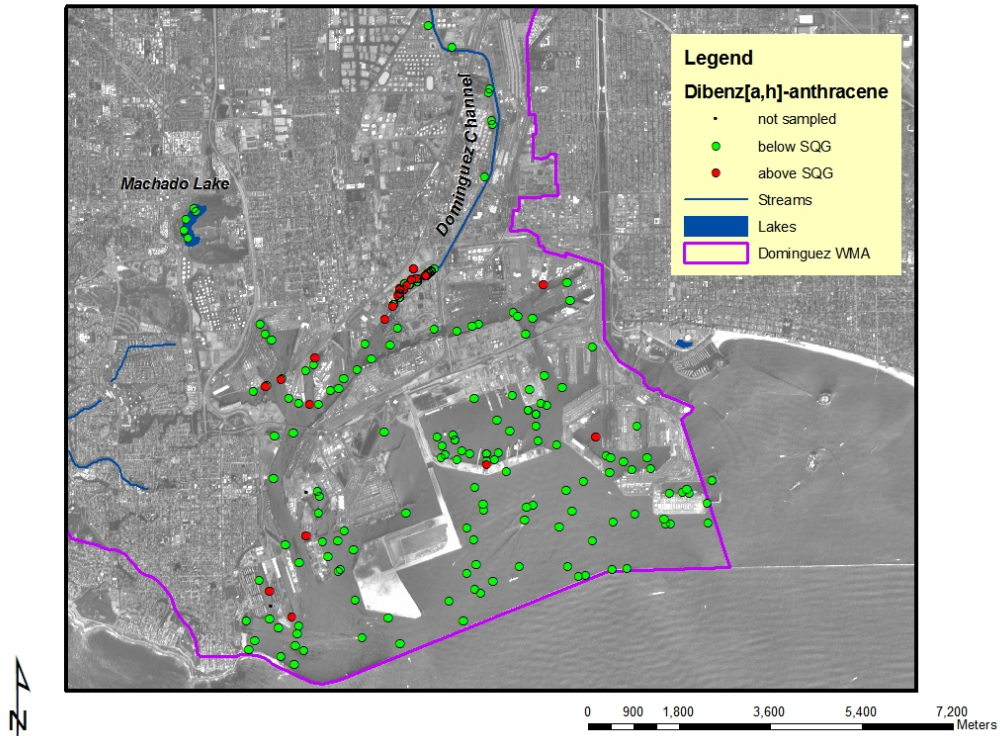 Legend
Dibenz[a,h]-anthracene
not sampled
below SQG
above SQG
Streams
Lakes
Dominguez WMA
Dominguez Channel
Machado Lake
N
0 900 1,800 3,600 5,400 7,200
Meters